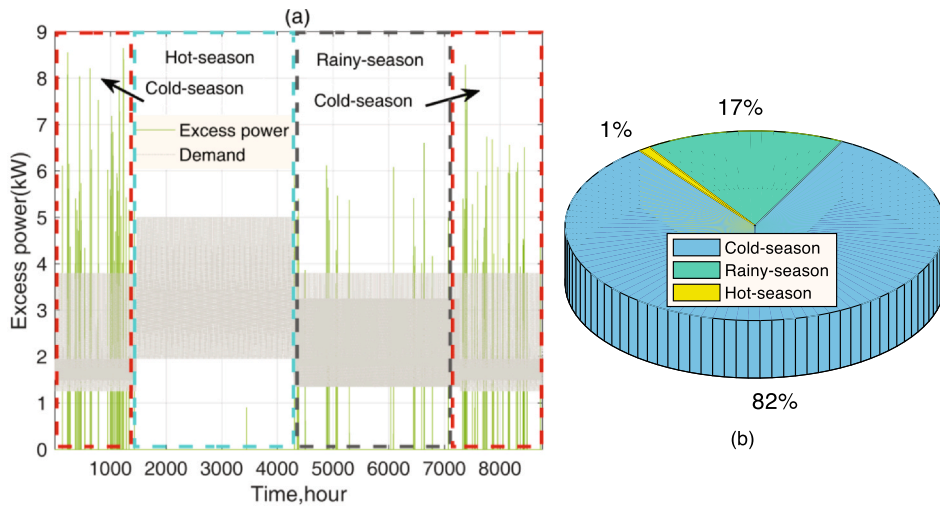 (a)
9
8
7
6
5
4
3
2
1
0
Excess power(kW)
Hot-season
Cold-season
Rainy-season
Cold-season
Excess power
Demand
1000 2000 3000 4000 5000 6000 7000 8000
Time,hour
17%
1%
Cold-season
Rainy-season
Hot-season
82%
(b)